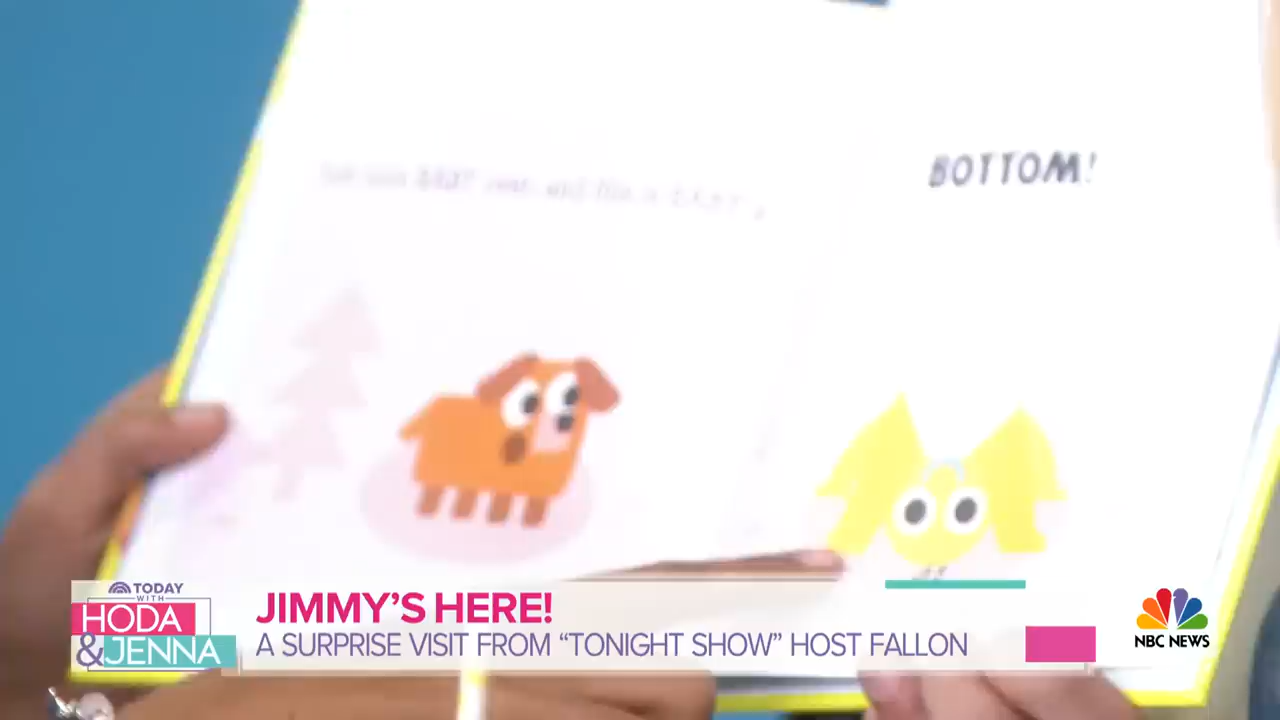 BOTTOM!
TODAY
WITH
HODA
&JENNA
JIMMY'S HERE!
A SURPRISE VISIT FROM “TONIGHT SHOW” HOST FALLON
NBC NEWS